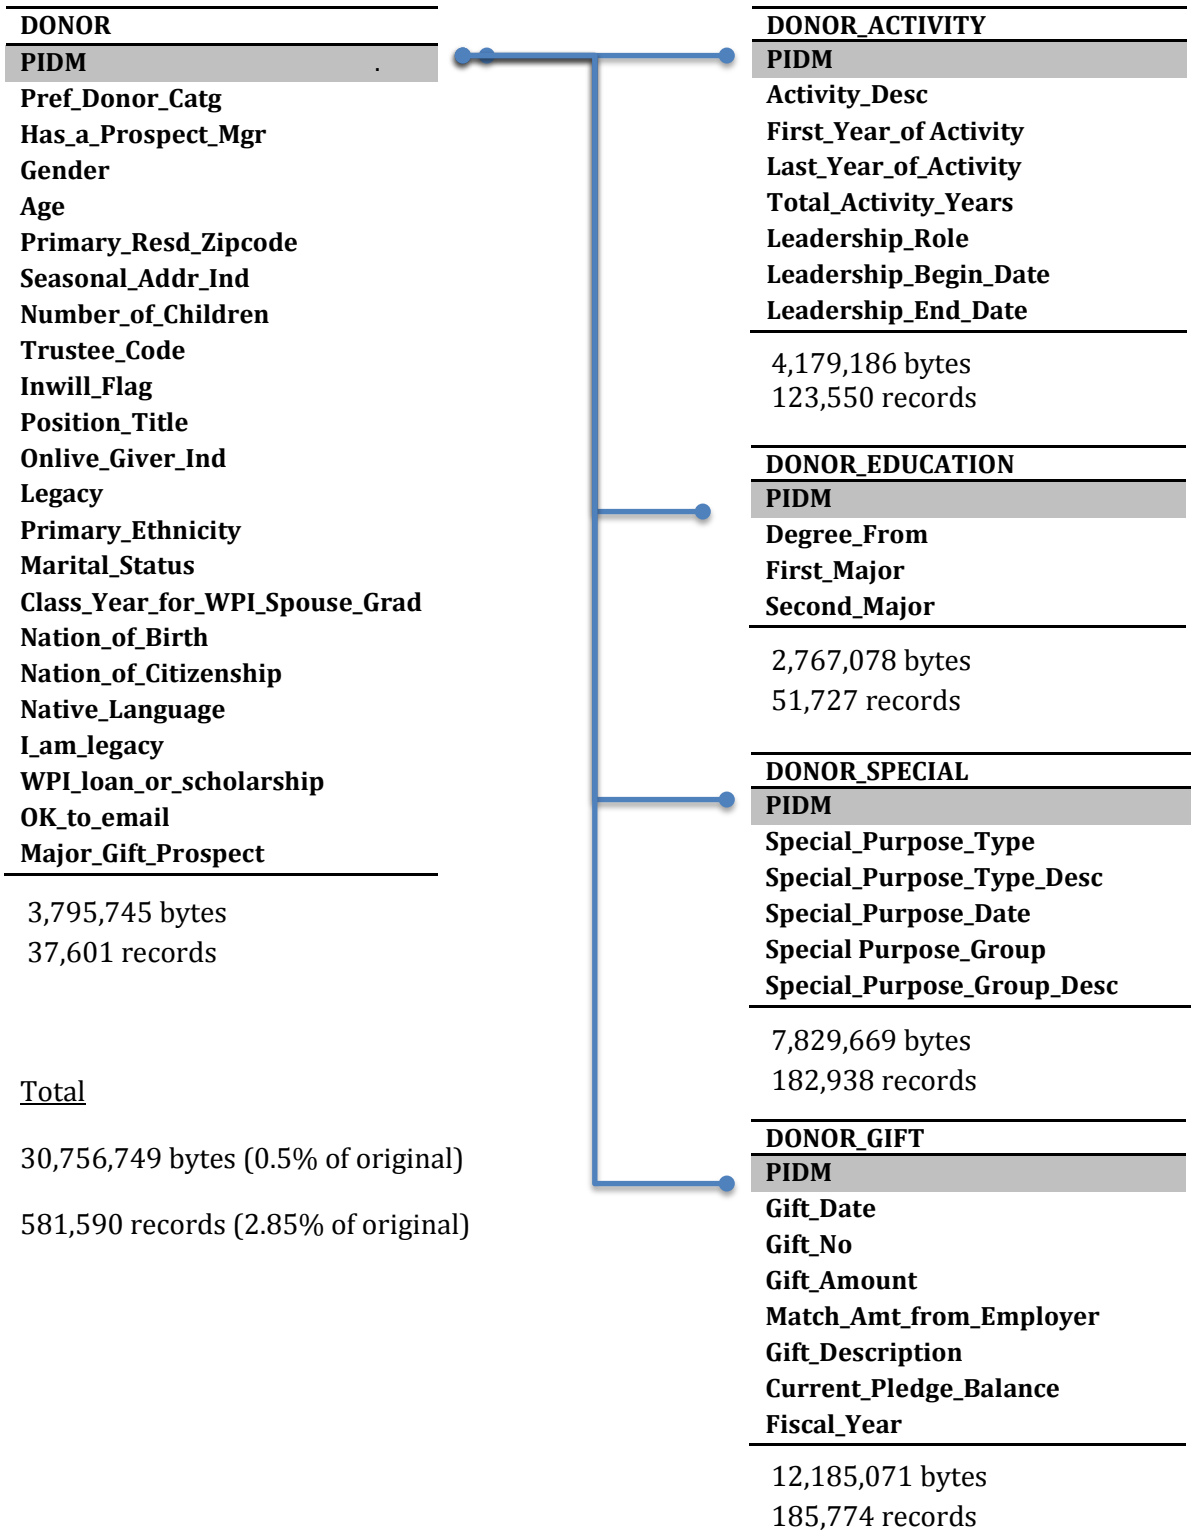 DONOR
PIDM .
Pref_Donor_Catg
Has_a_Prospect_Mgr
Gender
Age
Primary_Resd_Zipcode
Seasonal_Addr_Ind
Number_of_Children
Trustee_Code
Inwill_Flag
Position_Title
Onlive_Giver_Ind
Legacy
Primary_Ethnicity
Marital_Status
Class_Year_for_WPI_Spouse_Grad
Nation_of_Birth
Nation_of_Citizenship
Native_Language
I_am_legacy
WPI_loan_or_scholarship
OK_to_email
Major_Gift_Prospect
3,795,745 bytes
37,601 records
Total
30,756,749 bytes (0.5% of original)
581,590 records (2.85% of original)
DONOR_ACTIVITY
PIDM
Activity_Desc
First_Year_of Activity
Last_Year_of_Activity
Total_Activity_Years
Leadership_Role
Leadership_Begin_Date
Leadership_End_Date
4,179,186 bytes
123,550 records
DONOR_EDUCATION
PIDM
Degree_From
First_Major
Second_Major
2,767,078 bytes
51,727 records
DONOR_SPECIAL
PIDM
Special_Purpose_Type
Special_Purpose_Type_Desc
Special_Purpose_Date
Special Purpose_Group
Special_Purpose_Group_Desc
7,829,669 bytes
182,938 records
DONOR_GIFT
PIDM
Gift_Date
Gift_No
Gift_Amount
Match_Amt_from_Employer
Gift_Description
Current_Pledge_Balance
Fiscal_Year
12,185,071 bytes
185,774 records